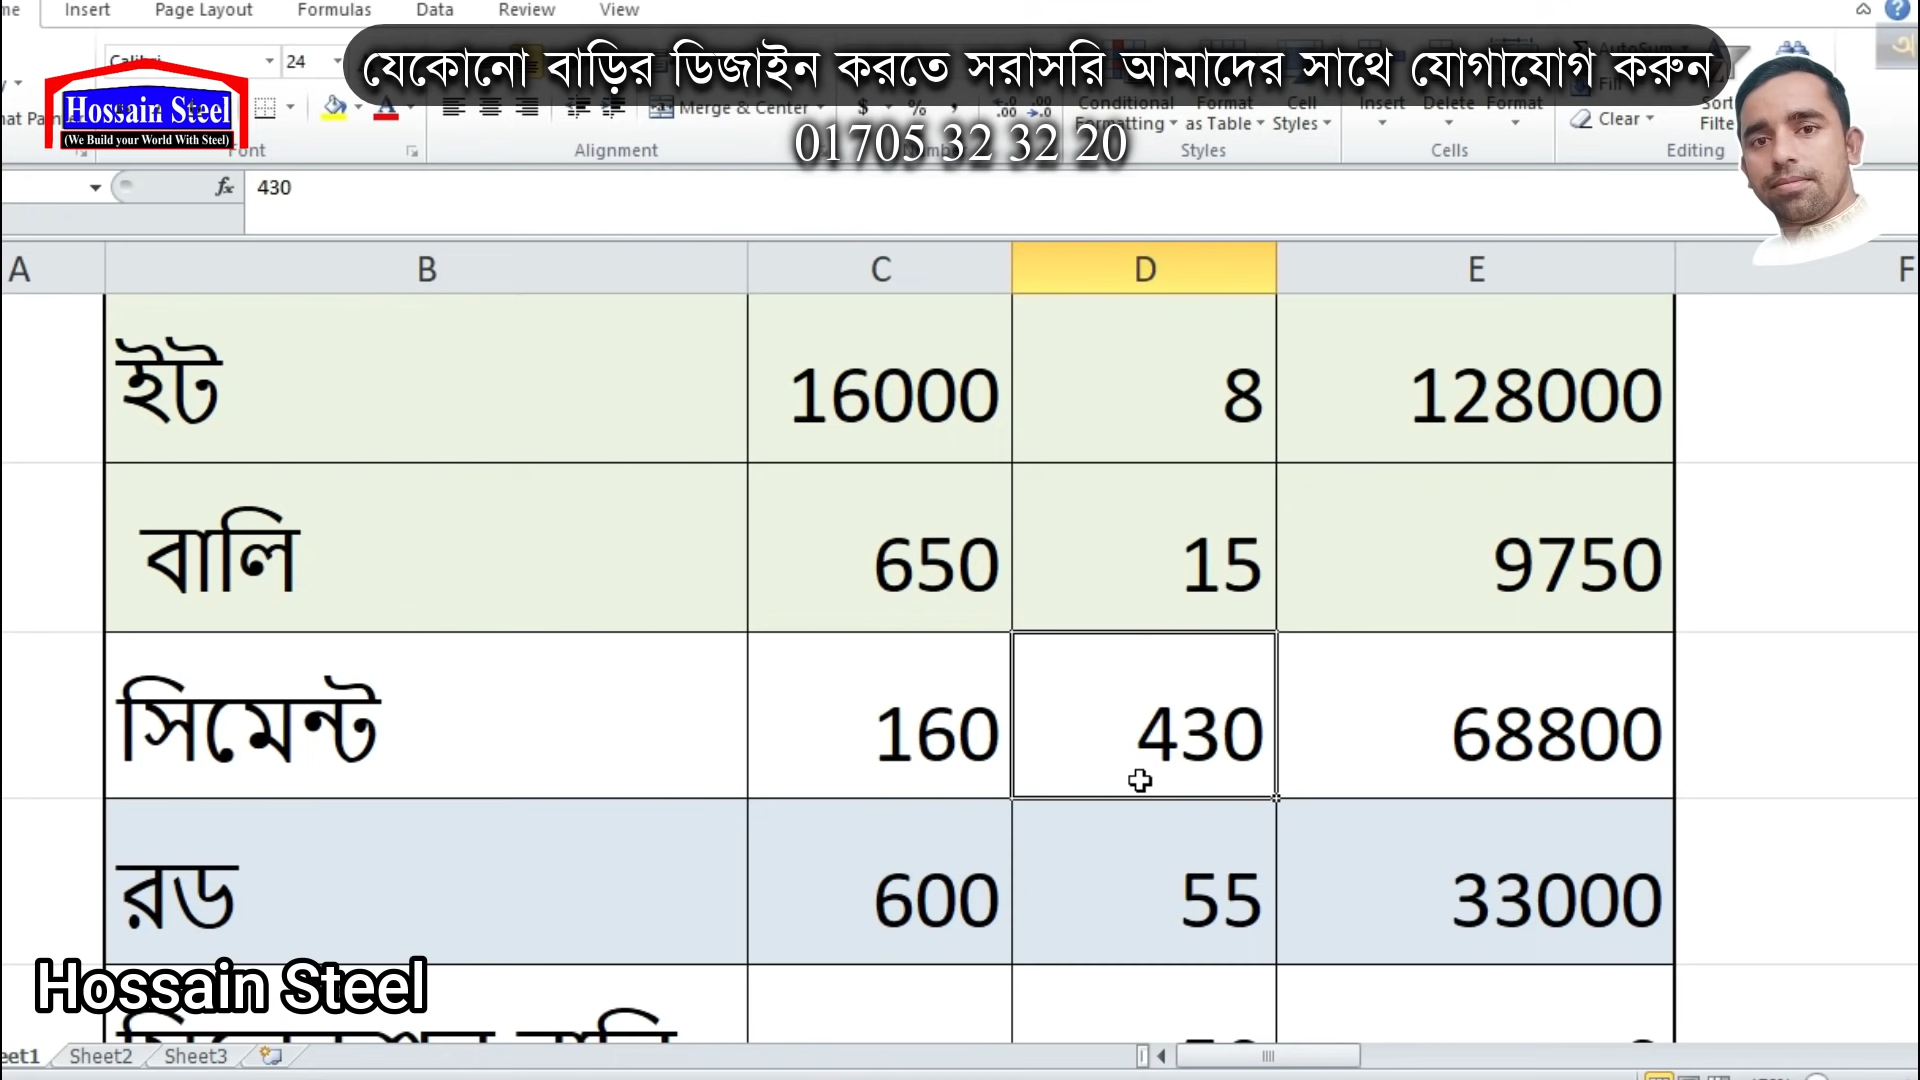 Insert Page Layout Formulas Data Review View
যেকোনো বাড়ির ডিজাইন করতে সরাসরি আমাদের সাথে যোগাযোগ করুন
01705 32 32 20
Hossain Steel
(We Build your World With Steel)
24
Merge & Center
Conditional Formatting
Format as Table
Cell Styles
Insert Delete Format
Clear
Alignment Styles Cells Editing
fx 430
A B C D E F
ইট 16000 8 128000
বালি 650 15 9750
সিমেন্ট 160 430 68800
রড 600 55 33000
Hossain Steel
Sheet2 Sheet3